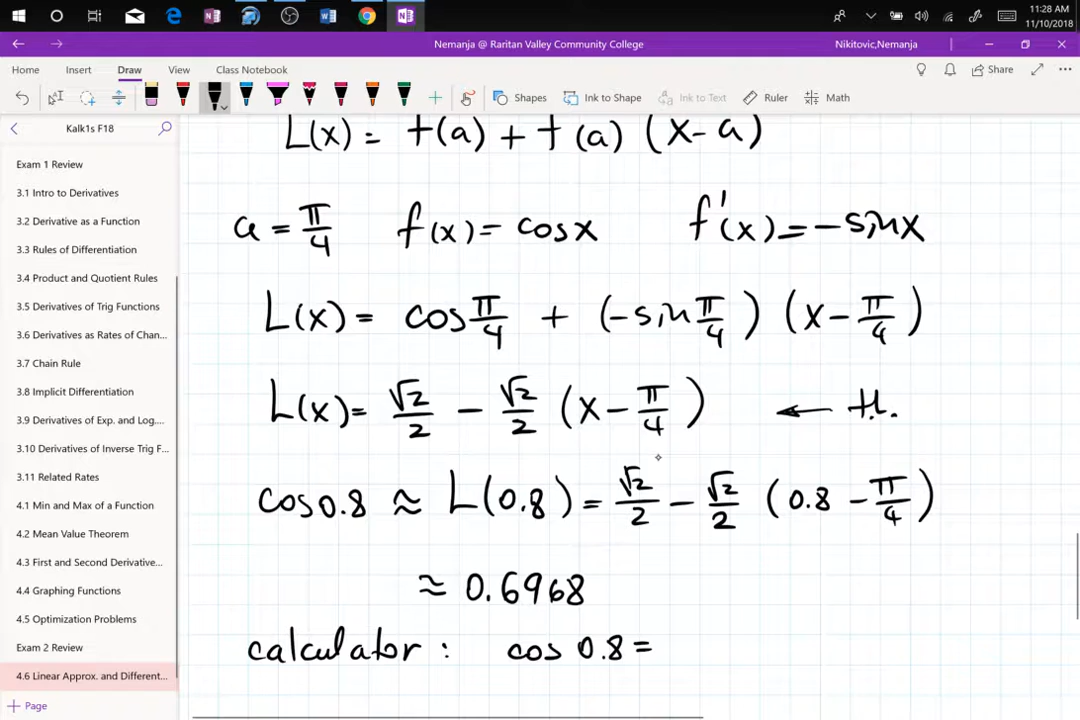 11:28 AM
11/10/2018
Nemanja @ Raritan Valley Community College
Nikitovic,Nemanja
Home Insert Draw View Class Notebook
Share
Shapes Ink to Shape Ink to Text Ruler Math
Kalk1s F18
Exam 1 Review
3.1 Intro to Derivatives
3.2 Derivative as a Function
3.3 Rules of Differentiation
3.4 Product and Quotient Rules
3.5 Derivatives of Trig Functions
3.6 Derivatives as Rates of Chan...
3.7 Chain Rule
3.8 Implicit Differentiation
3.9 Derivatives of Exp. and Log....
3.10 Derivatives of Inverse Trig F...
3.11 Related Rates
4.1 Min and Max of a Function
4.2 Mean Value Theorem
4.3 First and Second Derivative...
4.4 Graphing Functions
4.5 Optimization Problems
Exam 2 Review
4.6 Linear Approx. and Different...
+ Page
L(x) = f(a) + f (a) (x - a)
a = π/4 f(x) = cosx f'(x) = -sinx
L(x) = cos π/4 + (-sin π/4) (x - π/4)
L(x) = √2/2 - √2/2 (x - π/4) ←
cos 0.8 ≈ L(0.8) = √2/2 - √2/2 (0.8 - π/4)
≈ 0.6968
calculator : cos 0.8 =